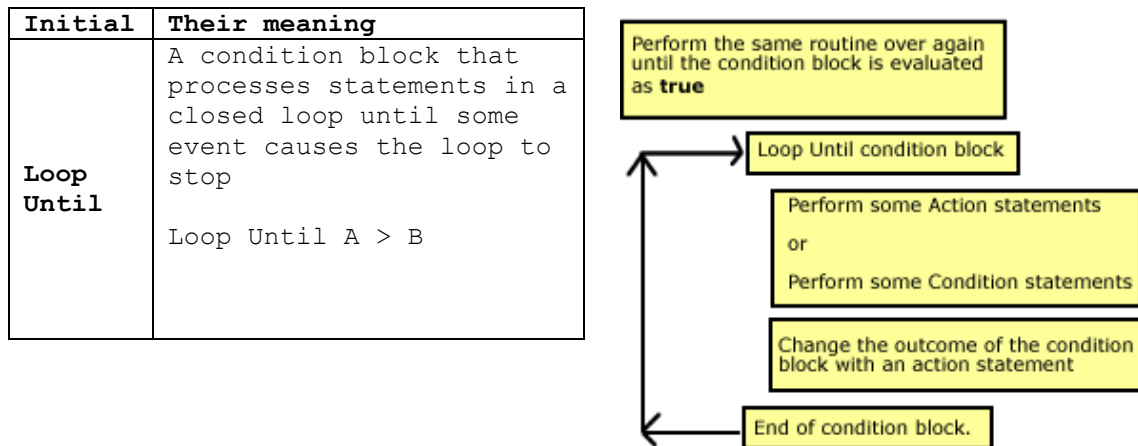 Initial Their meaning
Loop
Until
A condition block that
processes statements in a
closed loop until some
event causes the loop to
stop
Loop Until A > B
Perform the same routine over again
until the condition block is evaluated
as true
Loop Until condition block
Perform some Action statements
or
Perform some Condition statements
Change the outcome of the condition
block with an action statement
End of condition block.